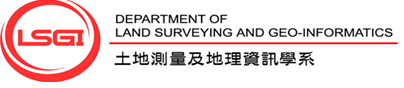 LSGI
DEPARTMENT OF
LAND SURVEYING AND GEO-INFORMATICS
土地測量及地理資訊學系